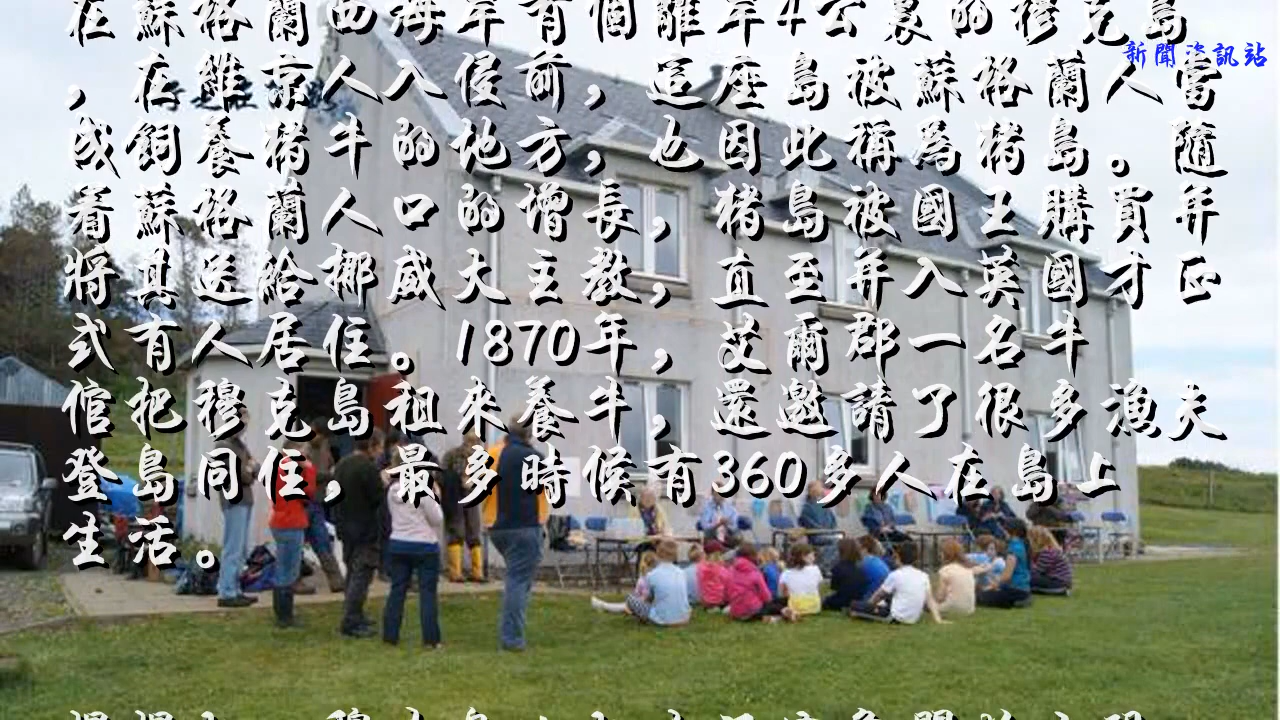 在蘇格蘭西海岸有個離岸4公裏的穆克島
新聞資訊站
，在維京人入侵前，這座島被蘇格蘭人當
成飼養豬牛的地方，也因此稱爲豬島。隨
着蘇格蘭人口的增長，豬島被國王購買并
將其送給挪威大主教，直至并入英國才正
式有人居住。1870年，艾爾郡一名牛
倌把穆克島租來養牛，還邀請了很多漁夫
登島同住，最多時候有360多人在島上
生活。